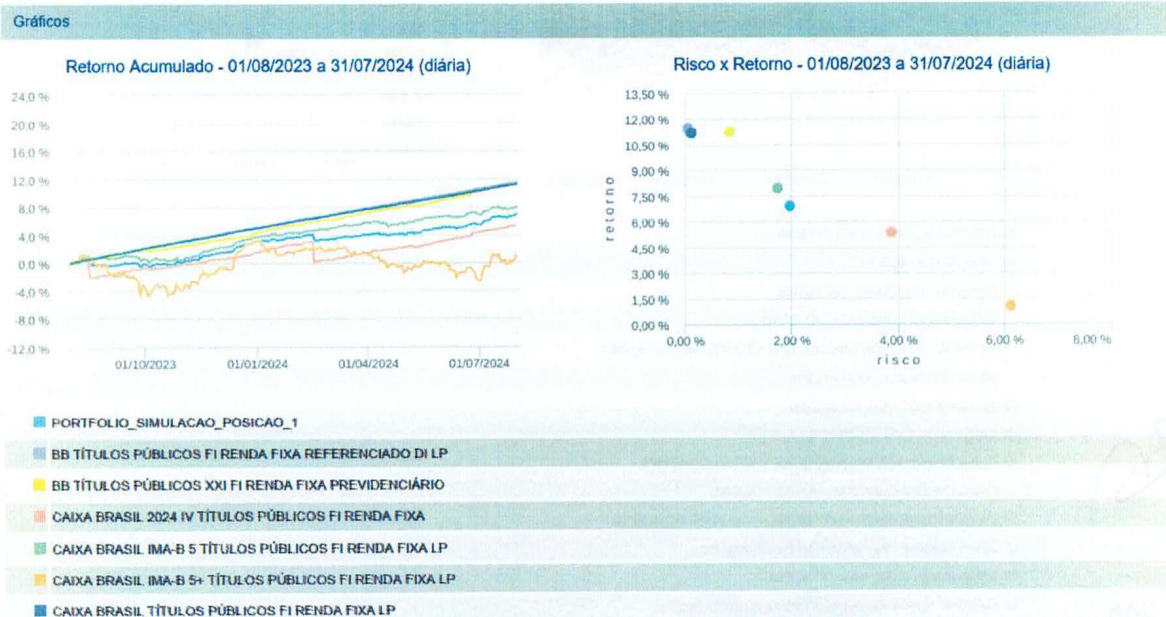 Gráficos
Retorno Acumulado - 01/08/2023 a 31/07/2024 (diária)
24,0 %
20,0 %
16,0 %
12,0 %
8,0 %
4,0 %
0,0 %
-4,0 %
-8,0 %
-12,0 %
01/10/2023 01/01/2024 01/04/2024 01/07/2024
Risco x Retorno - 01/08/2023 a 31/07/2024 (diária)
13,50 %
12,00 %
10,50 %
9,00 %
7,50 %
6,00 %
4,50 %
3,00 %
1,50 %
0,00 %
retorno
0,00 % 2,00 % 4,00 % 6,00 % 8,00 %
risco
PORTFOLIO_SIMULACAO_POSICAO_1
BB TÍTULOS PÚBLICOS FI RENDA FIXA REFERENCIADO DI LP
BB TÍTULOS PÚBLICOS XXI FI RENDA FIXA PREVIDENCIÁRIO
CAIXA BRASIL 2024 IV TÍTULOS PÚBLICOS FI RENDA FIXA
CAIXA BRASIL IMA-B 5 TÍTULOS PÚBLICOS FI RENDA FIXA LP
CAIXA BRASIL IMA-B 5+ TÍTULOS PÚBLICOS FI RENDA FIXA LP
CAIXA BRASIL TÍTULOS PÚBLICOS FI RENDA FIXA LP